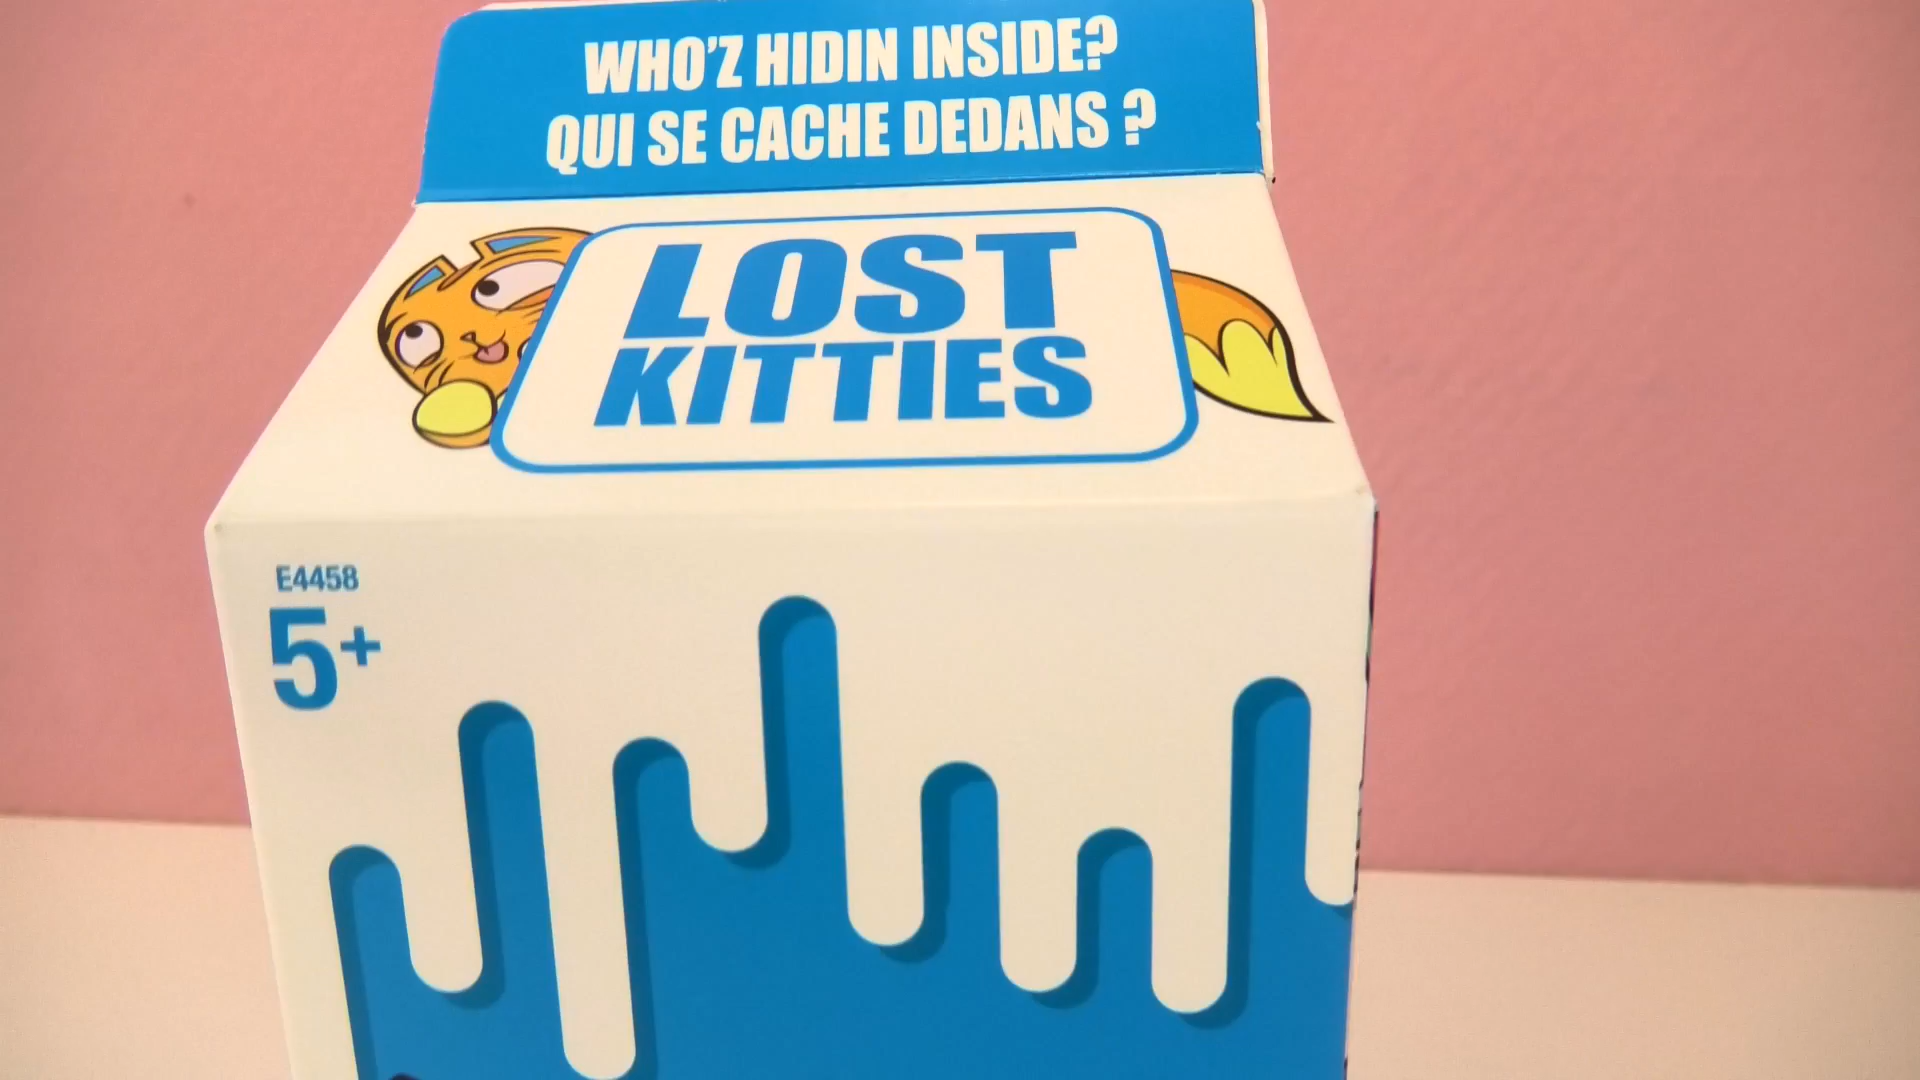 WHO'Z HIDIN INSIDE?
QUI SE CACHE DEDANS ?
LOST
KITTIES
E4458
5+